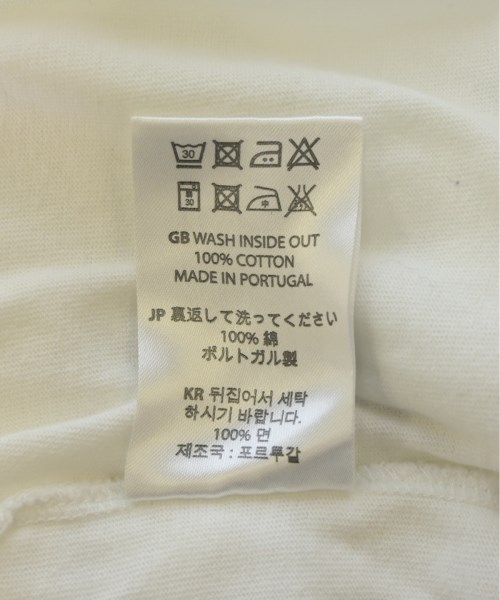 30
30 中
GB WASH INSIDE OUT
100% COTTON
MADE IN PORTUGAL
JP 裏返して洗ってください
100% 綿
ポルトガル製
KR 뒤집어서 세탁
하시기 바랍니다.
100% 면
제조국 : 포르투갈